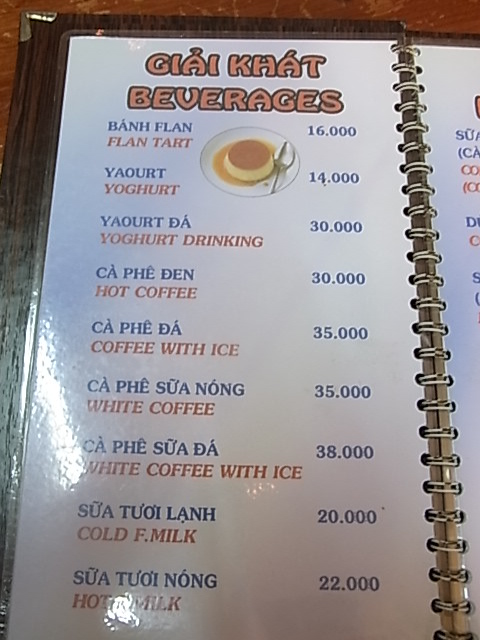 GIẢI KHÁT
BEVERAGES
BÁNH FLAN 16.000
FLAN TART
YAOURT 14.000
YOGHURT
YAOURT ĐÁ 30.000
YOGHURT DRINKING
CÀ PHÊ ĐEN 30.000
HOT COFFEE
CÀ PHÊ ĐÁ 35.000
COFFEE WITH ICE
CÀ PHÊ SỮA NÓNG 35.000
WHITE COFFEE
CÀ PHÊ SỮA ĐÁ 38.000
WHITE COFFEE WITH ICE
SỮA TƯƠI LẠNH 20.000
COLD F.MILK
SỮA TƯƠI NÓNG 22.000
HOT MILK